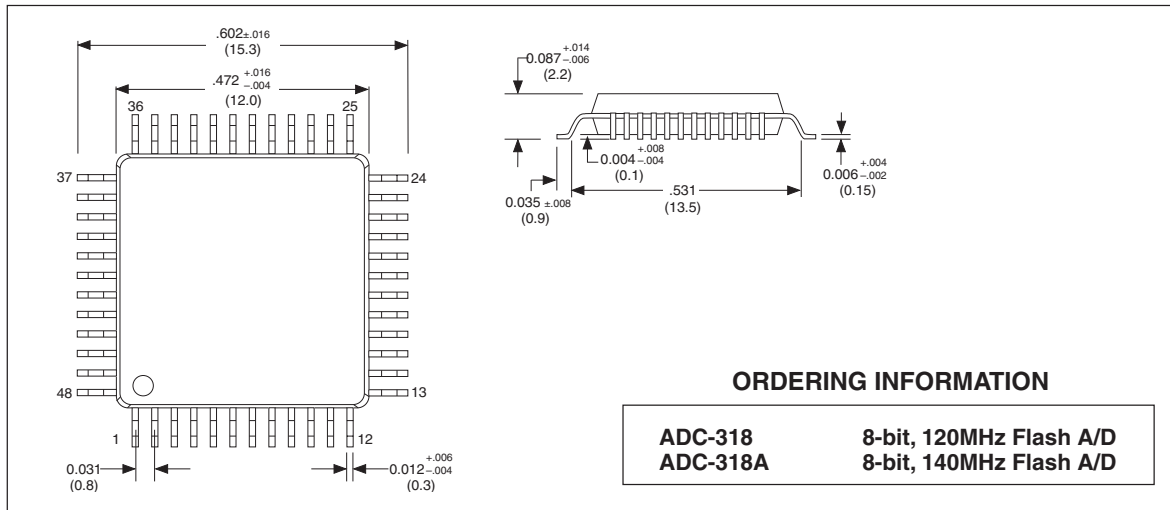 .602±.016
(15.3)
.472 +.016 -.004
(12.0)
36
25
37
24
48
13
1
12
0.031
(0.8)
0.012 +.006 -.004
(0.3)
0.087 +.014 -.006
(2.2)
0.004 +.008 -.004
(0.1)
0.035 ±.008
(0.9)
.531
(13.5)
0.006 +.004 -.002
(0.15)
ORDERING INFORMATION
ADC-318 8-bit, 120MHz Flash A/D
ADC-318A 8-bit, 140MHz Flash A/D